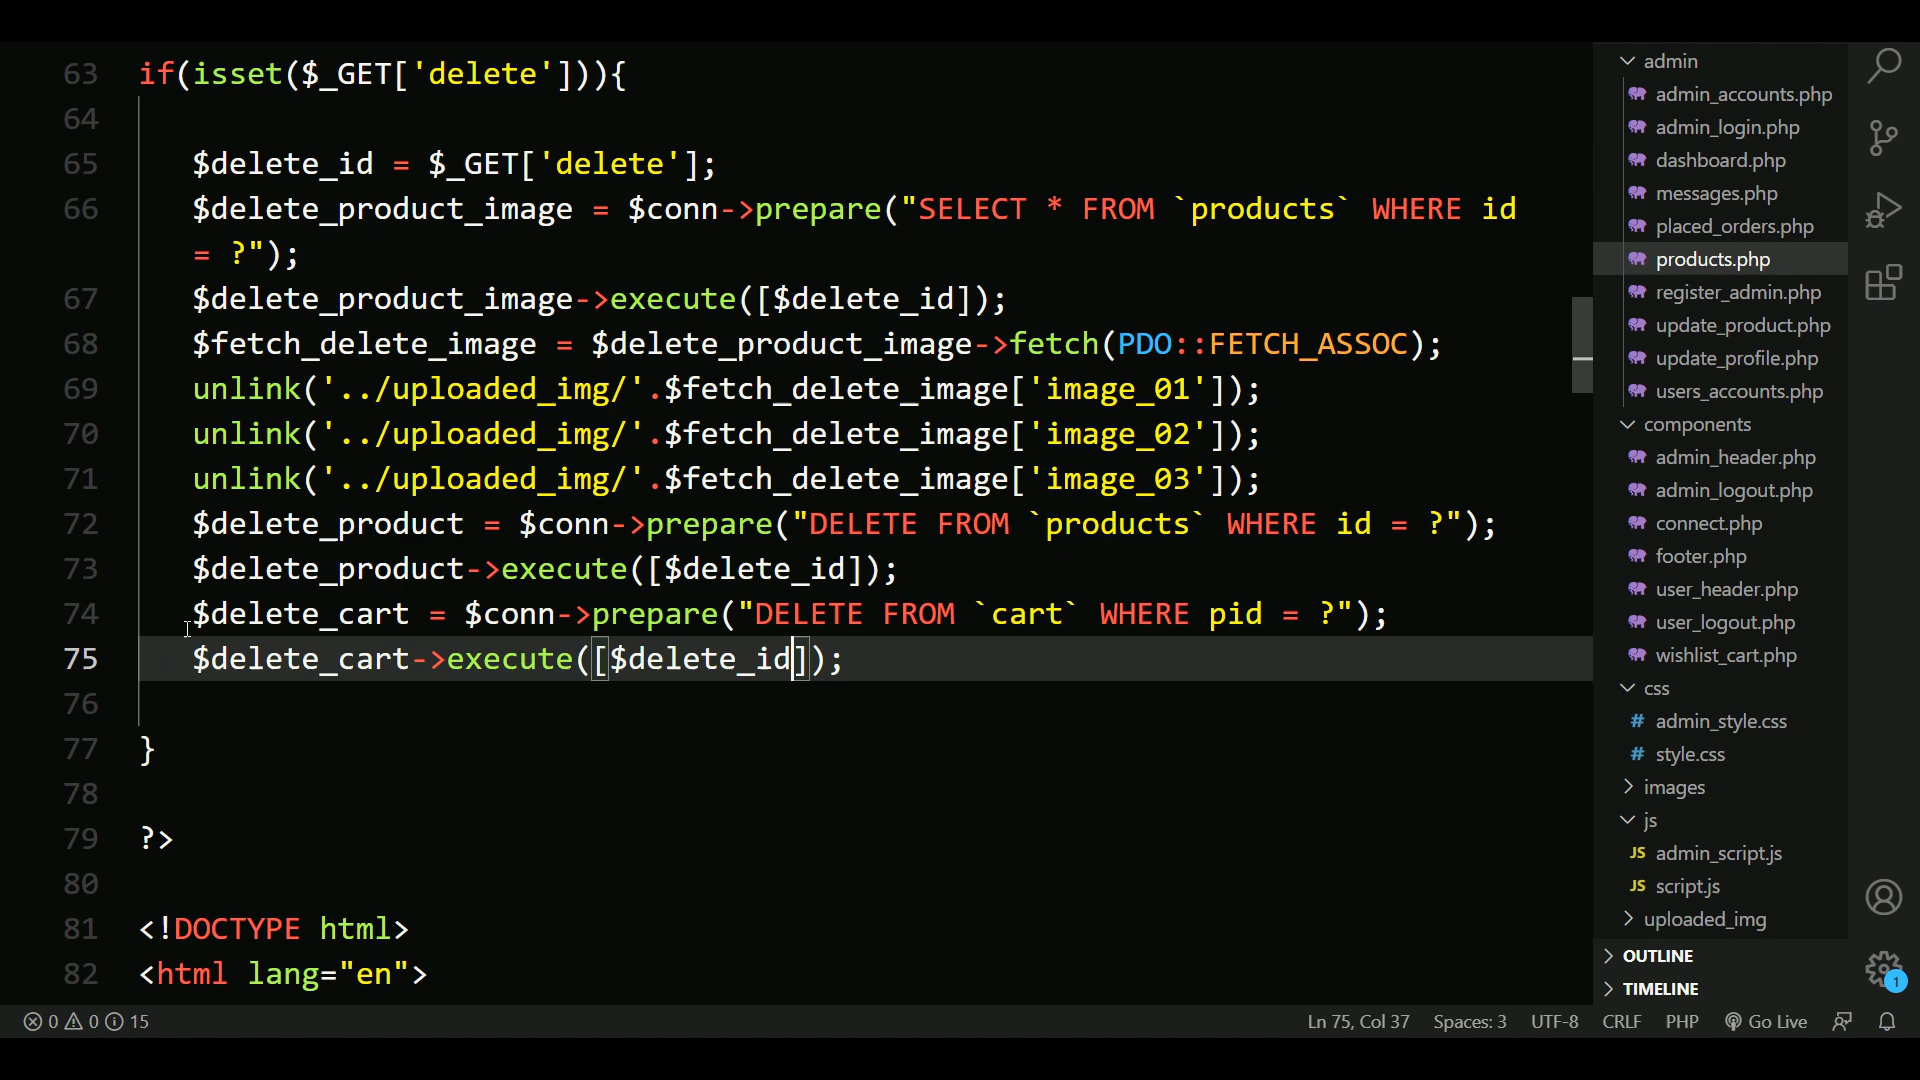 63 if(isset($_GET['delete'])){
64
65 $delete_id = $_GET['delete'];
66 $delete_product_image = $conn->prepare("SELECT * FROM `products` WHERE id
= ?");
67 $delete_product_image->execute([$delete_id]);
68 $fetch_delete_image = $delete_product_image->fetch(PDO::FETCH_ASSOC);
69 unlink('../uploaded_img/'.$fetch_delete_image['image_01']);
70 unlink('../uploaded_img/'.$fetch_delete_image['image_02']);
71 unlink('../uploaded_img/'.$fetch_delete_image['image_03']);
72 $delete_product = $conn->prepare("DELETE FROM `products` WHERE id = ?");
73 $delete_product->execute([$delete_id]);
74 $delete_cart = $conn->prepare("DELETE FROM `cart` WHERE pid = ?");
75 $delete_cart->execute([$delete_id]);
76
77 }
78
79 ?>
80
81 <!DOCTYPE html>
82 <html lang="en">
admin
admin_accounts.php
admin_login.php
dashboard.php
messages.php
placed_orders.php
products.php
register_admin.php
update_product.php
update_profile.php
users_accounts.php
components
admin_header.php
admin_logout.php
connect.php
footer.php
user_header.php
user_logout.php
wishlist_cart.php
css
# admin_style.css
# style.css
images
js
JS admin_script.js
JS script.js
uploaded_img
OUTLINE
TIMELINE
1
0 0 15
Ln 75, Col 37 Spaces: 3 UTF-8 CRLF PHP Go Live